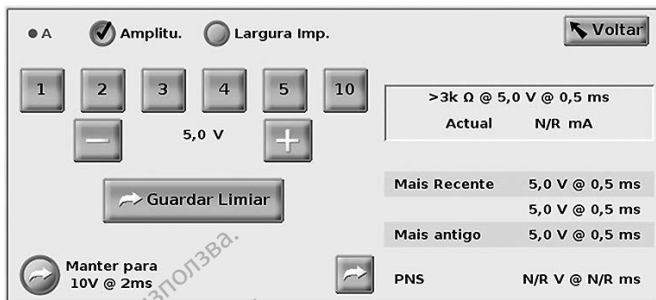 A Amplitu. Largura Imp. Voltar
1 2 3 4 5 10
>3k Ω @ 5,0 V @ 0,5 ms
Actual N/R mA
− 5,0 V +
Guardar Limiar
Mais Recente 5,0 V @ 0,5 ms
5,0 V @ 0,5 ms
Mais antigo 5,0 V @ 0,5 ms
Manter para
10V @ 2ms
PNS N/R V @ N/R ms